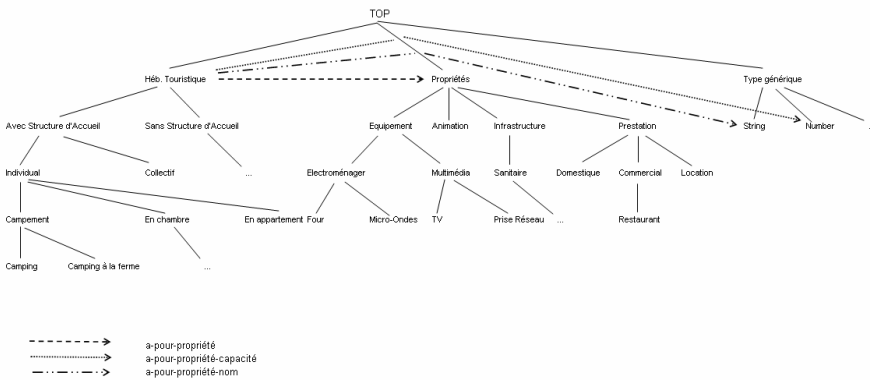 TOP
Héb. Touristique Propriétés Type générique
Avec Structure d'Accueil Sans Structure d'Accueil Equipement Animation Infrastructure Prestation String Number .
Individual Collectif ... Electroménager Multimédia Sanitaire Domestique Commercial Location
Campement En chambre En appartement Four Micro-Ondes TV Prise Réseau ... Restaurant
Camping Camping à la ferme ...
a-pour-propriété
a-pour-propriété-capacité
a-pour-propriété-nom